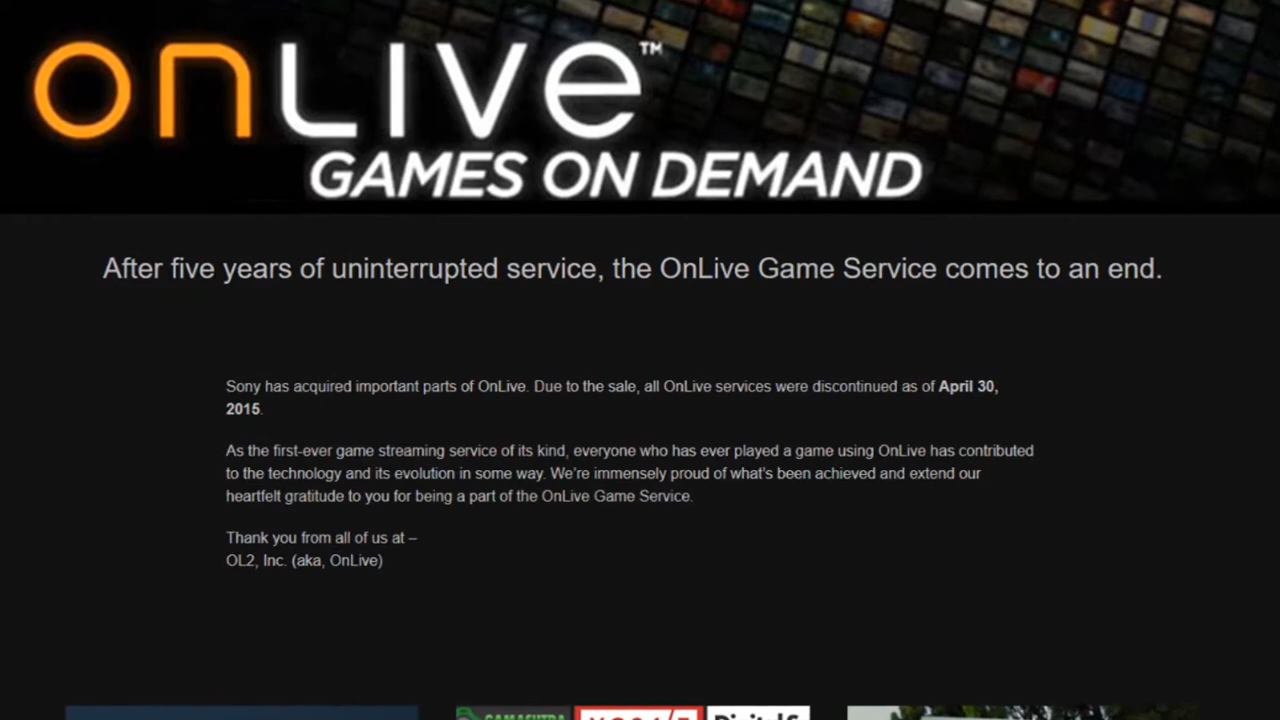 onLIVe™
GAMES ON DEMAND
After five years of uninterrupted service, the OnLive Game Service comes to an end.
Sony has acquired important parts of OnLive. Due to the sale, all OnLive services were discontinued as of April 30,
2015.
As the first-ever game streaming service of its kind, everyone who has ever played a game using OnLive has contributed
to the technology and its evolution in some way. We're immensely proud of what's been achieved and extend our
heartfelt gratitude to you for being a part of the OnLive Game Service.
Thank you from all of us at –
OL2, Inc. (aka, OnLive)
GAMASUTRA